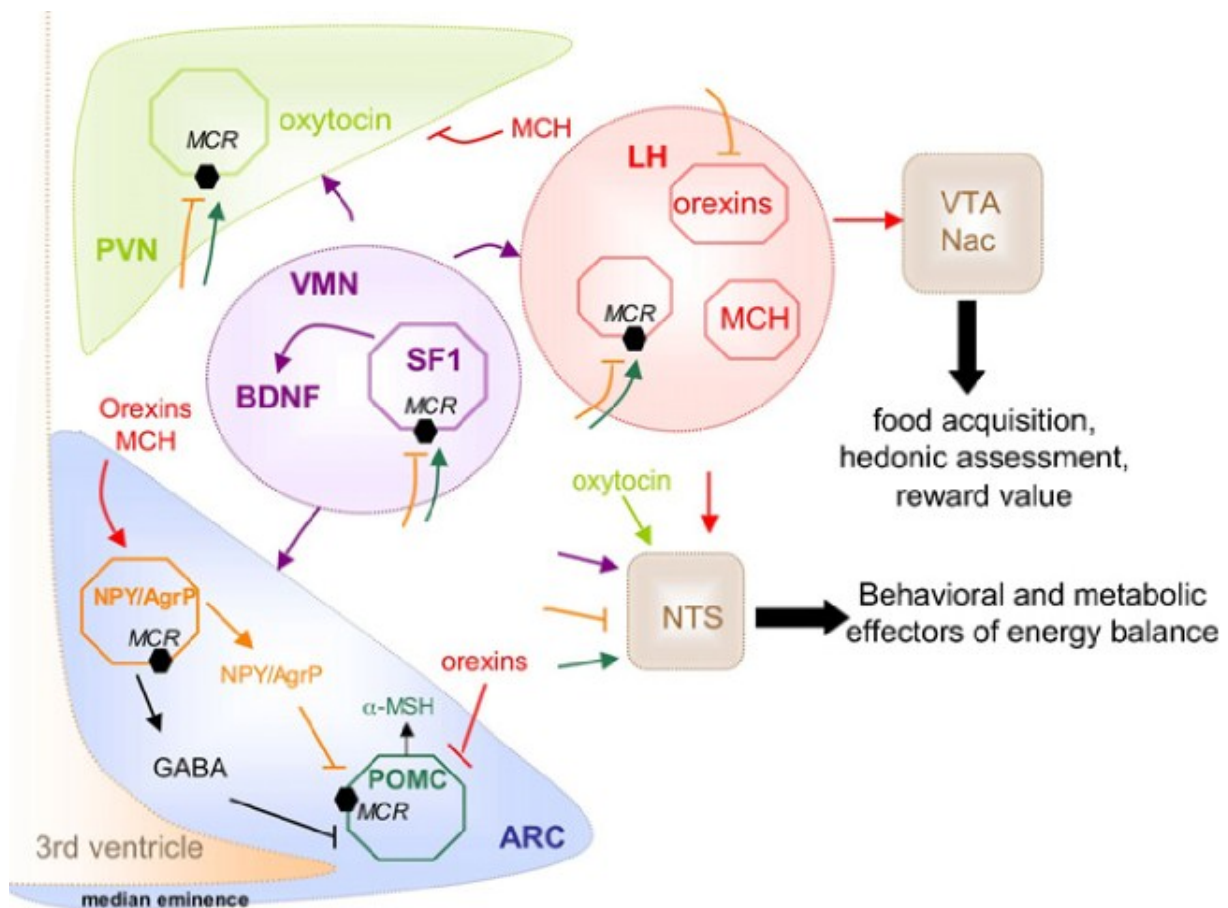 oxytocin
MCR
PVN
MCH
LH
orexins
MCR
MCH
VTA
Nac
VMN
SF1
BDNF
MCR
food acquisition,
hedonic assessment,
reward value
Orexins
MCH
oxytocin
NTS
Behavioral and metabolic
effectors of energy balance
NPY/AgrP
MCR
NPY/AgrP
orexins
α-MSH
GABA
POMC
MCR
ARC
3rd ventricle
median eminence